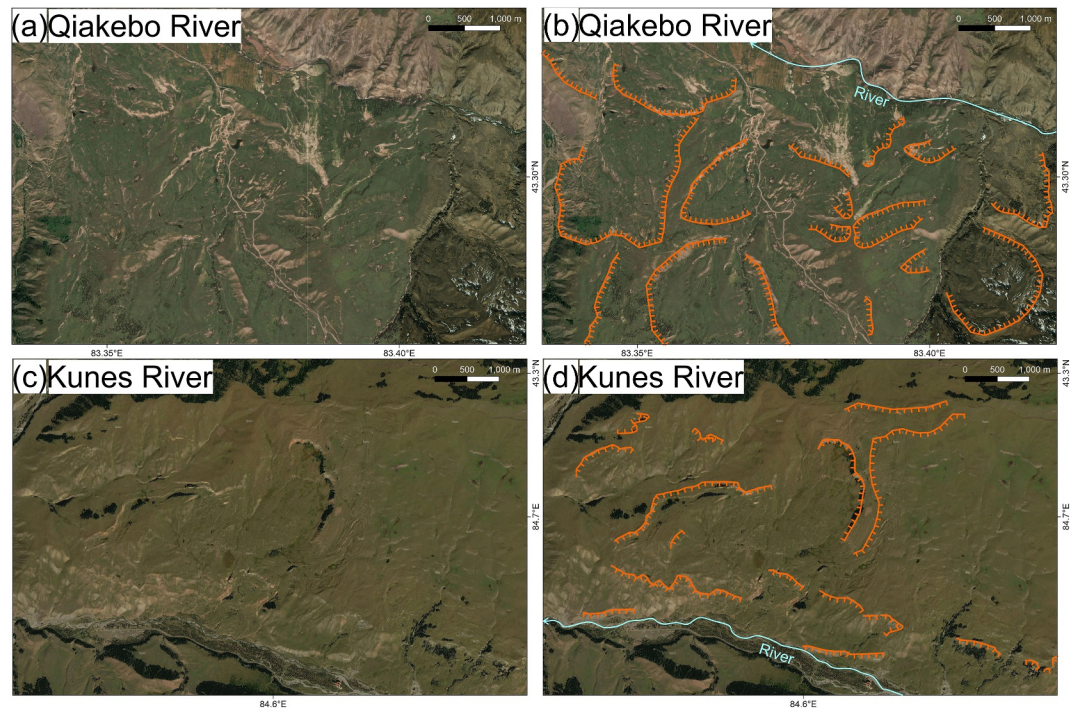 (a)Qiakebo River
0 500 1,000 m
(b)Qiakebo River
0 500 1,000 m
River
43.30°N
43.30°N
83.35°E
83.40°E
83.35°E
83.40°E
(c)Kunes River
0 500 1,000 m
43.3°N
(d)Kunes River
0 500 1,000 m
43.3°N
84.7°E
84.7°E
River
84.6°E
84.6°E